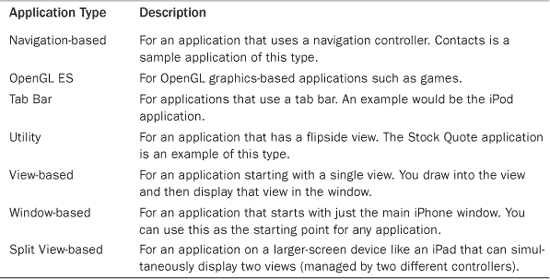 Application Type Description
Navigation-based For an application that uses a navigation controller. Contacts is a
sample application of this type.
OpenGL ES For OpenGL graphics-based applications such as games.
Tab Bar For applications that use a tab bar. An example would be the iPod
application.
Utility For an application that has a flipside view. The Stock Quote application
is an example of this type.
View-based For an application starting with a single view. You draw into the view
and then display that view in the window.
Window-based For an application that starts with just the main iPhone window. You
can use this as the starting point for any application.
Split View-based For an application on a larger-screen device like an iPad that can simul-
taneously display two views (managed by two different controllers).